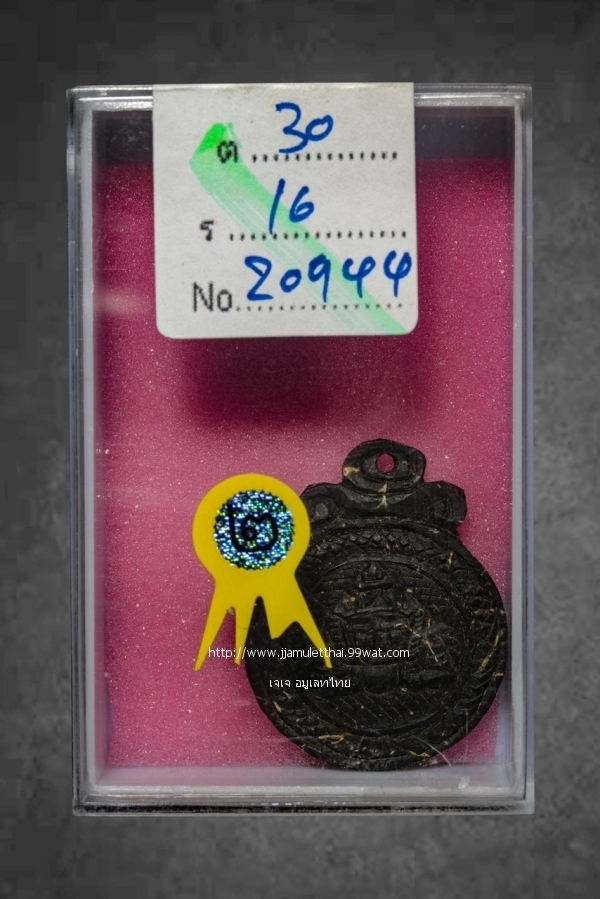 ต 30
ร 16
No. 20944
๒
http://www.jjamuletthai.99wat.com
เจเจ อมูเลทไทย